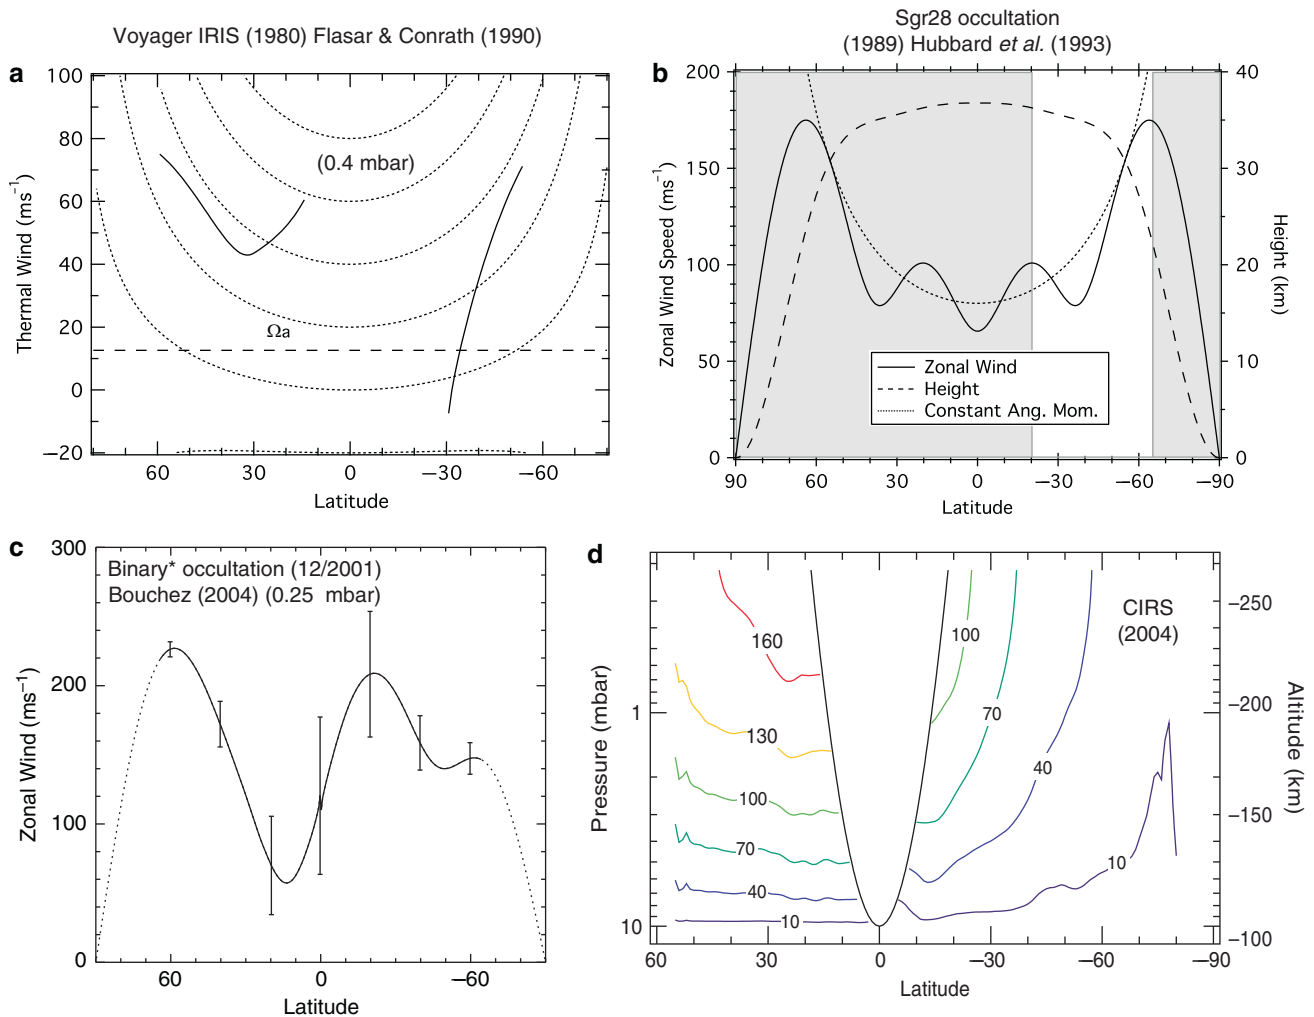 Voyager IRIS (1980) Flasar & Conrath (1990)
a
100
80
60
40
20
0
−20
Thermal Wind (ms⁻¹)
(0.4 mbar)
Ωa
60
30
0
−30
−60
Latitude
Sgr28 occultation
(1989) Hubbard et al. (1993)
b
200
150
100
50
0
Zonal Wind Speed (ms⁻¹)
40
30
20
10
0
Height (km)
Zonal Wind
Height
Constant Ang. Mom.
90
60
30
0
−30
−60
−90
Latitude
c
300
200
100
0
Zonal Wind (ms⁻¹)
Binary* occultation (12/2001)
Bouchez (2004) (0.25 mbar)
60
0
−60
Latitude
d
1
10
Pressure (mbar)
CIRS
(2004)
160
130
100
70
40
10
100
70
40
10
−250
−200
−150
−100
Altitude (km)
60
30
0
−30
−60
−90
Latitude